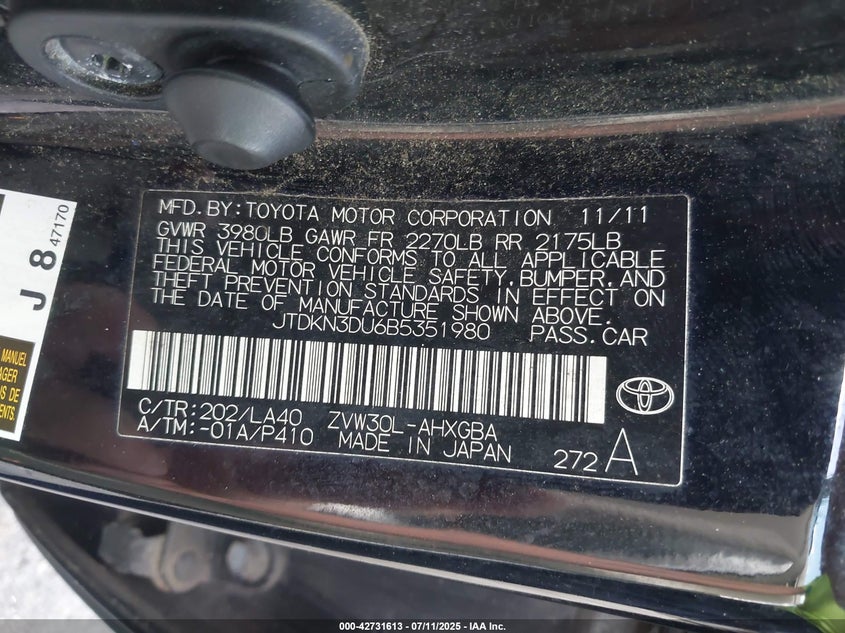 MFD. BY: TOYOTA MOTOR CORPORATION 11/11
GVWR 3980LB GAWR FR 2270LB RR 2175LB
THIS VEHICLE CONFORMS TO ALL APPLICABLE
FEDERAL MOTOR VEHICLE SAFETY, BUMPER, AND
THEFT PREVENTION STANDARDS IN EFFECT ON
THE DATE OF MANUFACTURE SHOWN ABOVE.
JTDKN3DU6B5351980 PASS. CAR
C/TR: 202/LA40 ZVW30L-AHXGBA
A/TM: -01A/P410 MADE IN JAPAN 272 A
J 8 47170
MANUEL
DE
000-42731613 - 07/11/2025 - IAA Inc.